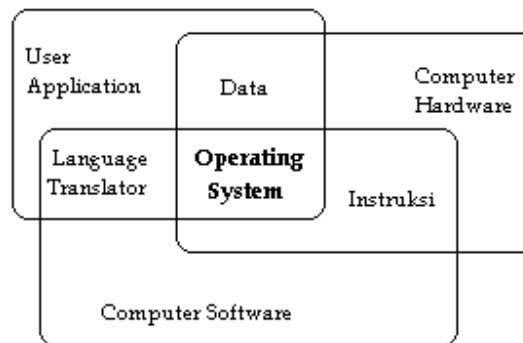 User
Application
Data
Computer
Hardware
Language
Translator
Operating
System
Instruksi
Computer Software